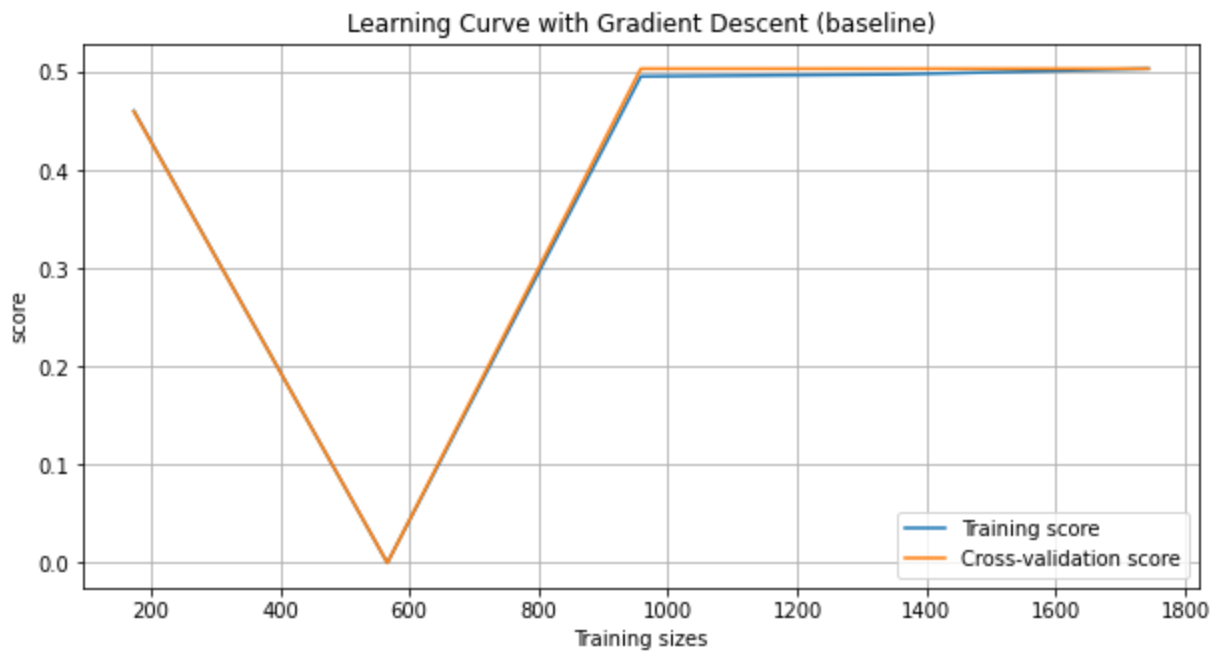 Learning Curve with Gradient Descent (baseline)
score
0.5
0.4
0.3
0.2
0.1
0.0
Training score
Cross-validation score
200 400 600 800 1000 1200 1400 1600 1800
Training sizes